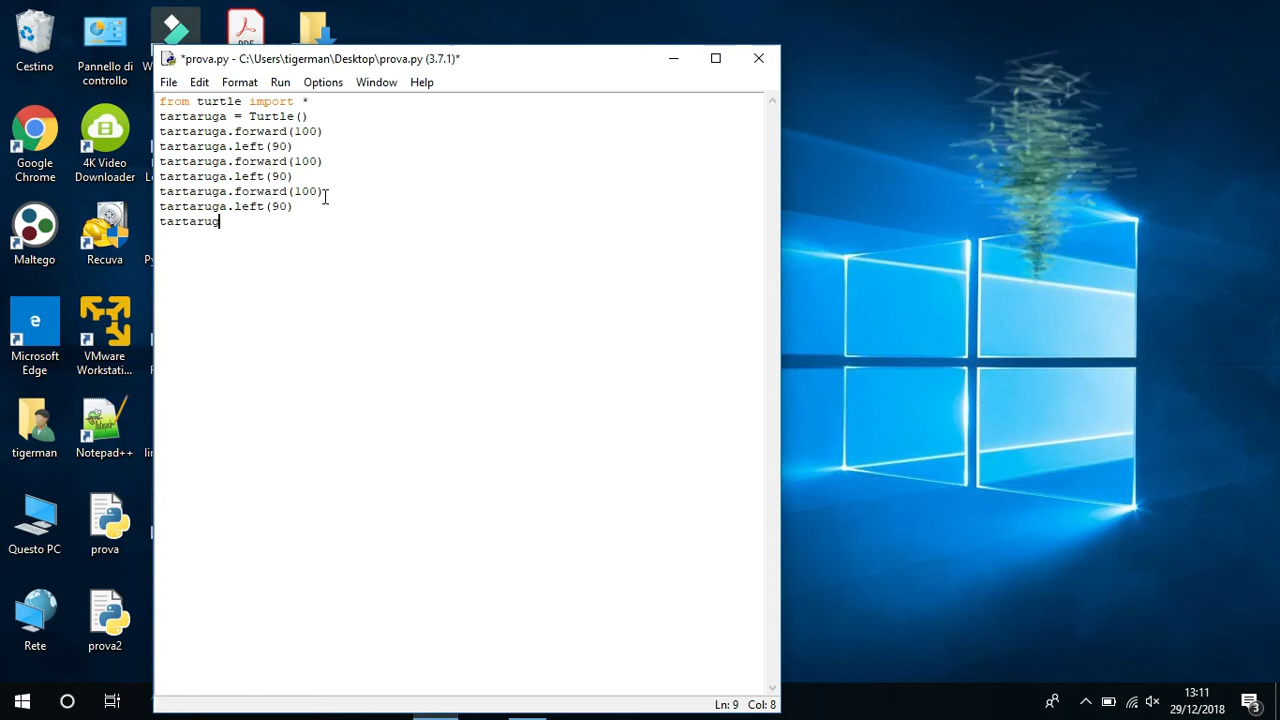 *prova.py - C:\Users\tigerman\Desktop\prova.py (3.7.1)*
File Edit Format Run Options Window Help
from turtle import *
tartaruga = Turtle()
tartaruga.forward(100)
tartaruga.left(90)
tartaruga.forward(100)
tartaruga.left(90)
tartaruga.forward(100)
tartaruga.left(90)
tartarug
Ln: 9 Col: 8
Cestino
Pannello di
controllo
Google
Chrome
4K Video
Downloader
Maltego
Recuva
Microsoft
Edge
VMware
Workstati...
tigerman
Notepad++
Questo PC
prova
Rete
prova2
13:11
29/12/2018
3